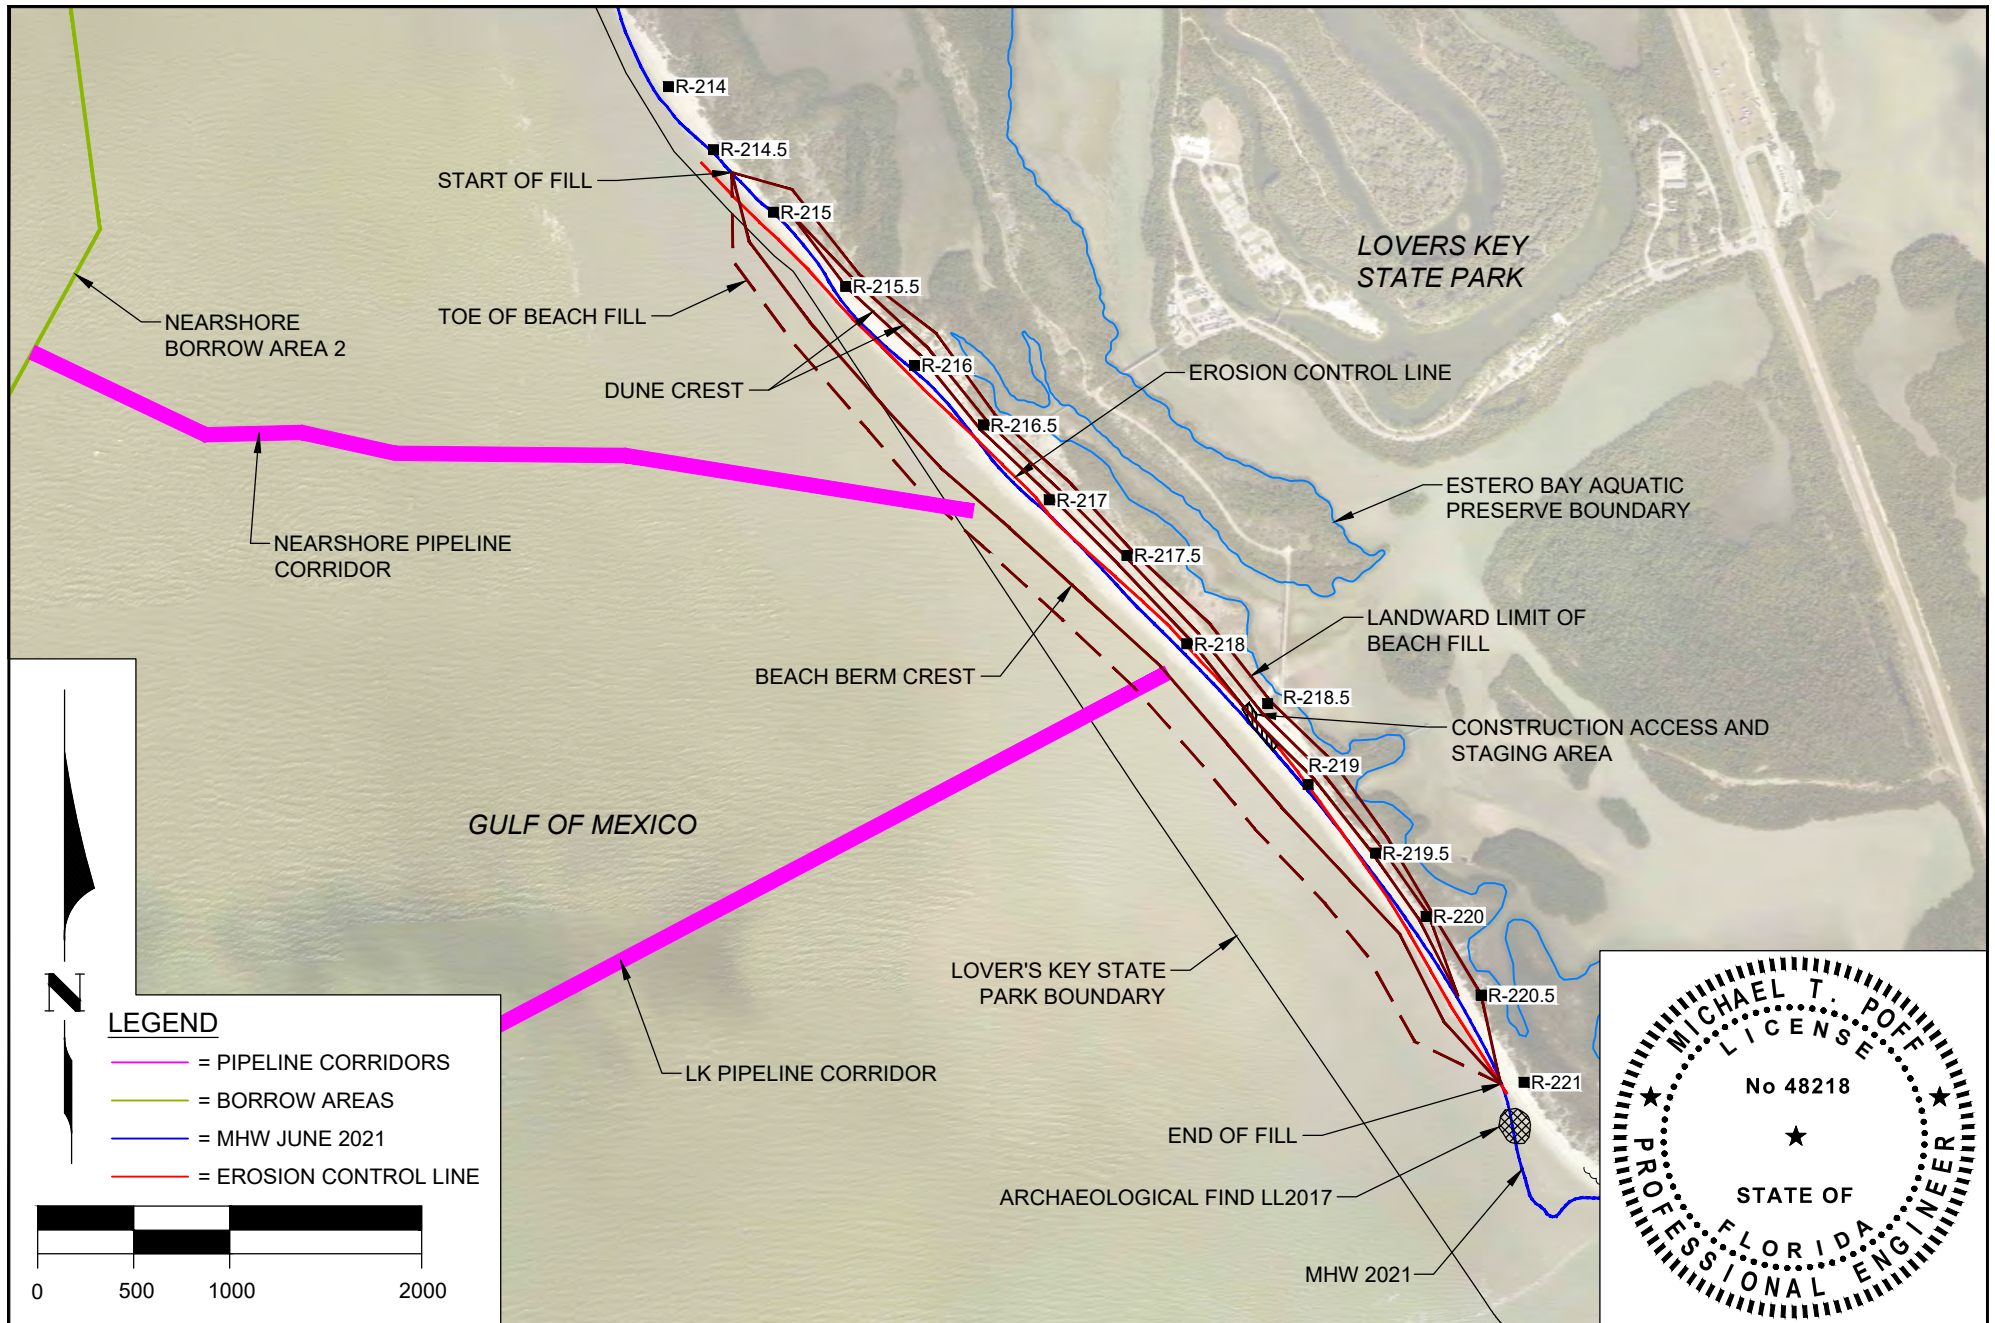 R-214
R-214.5
START OF FILL
R-215
LOVERS KEY
STATE PARK
R-215.5
TOE OF BEACH FILL
NEARSHORE
BORROW AREA 2
R-216
EROSION CONTROL LINE
DUNE CREST
R-216.5
ESTERO BAY AQUATIC
PRESERVE BOUNDARY
R-217
NEARSHORE PIPELINE
CORRIDOR
R-217.5
LANDWARD LIMIT OF
BEACH FILL
R-218
BEACH BERM CREST
R-218.5
CONSTRUCTION ACCESS AND
STAGING AREA
R-219
GULF OF MEXICO
R-219.5
R-220
LOVER'S KEY STATE
PARK BOUNDARY
R-220.5
LK PIPELINE CORRIDOR
R-221
END OF FILL
ARCHAEOLOGICAL FIND LL2017
MHW 2021
N
LEGEND
= PIPELINE CORRIDORS
= BORROW AREAS
= MHW JUNE 2021
= EROSION CONTROL LINE
0 500 1000 2000
MICHAEL T. POFF
LICENSE
No 48218
STATE OF
FLORIDA
PROFESSIONAL ENGINEER